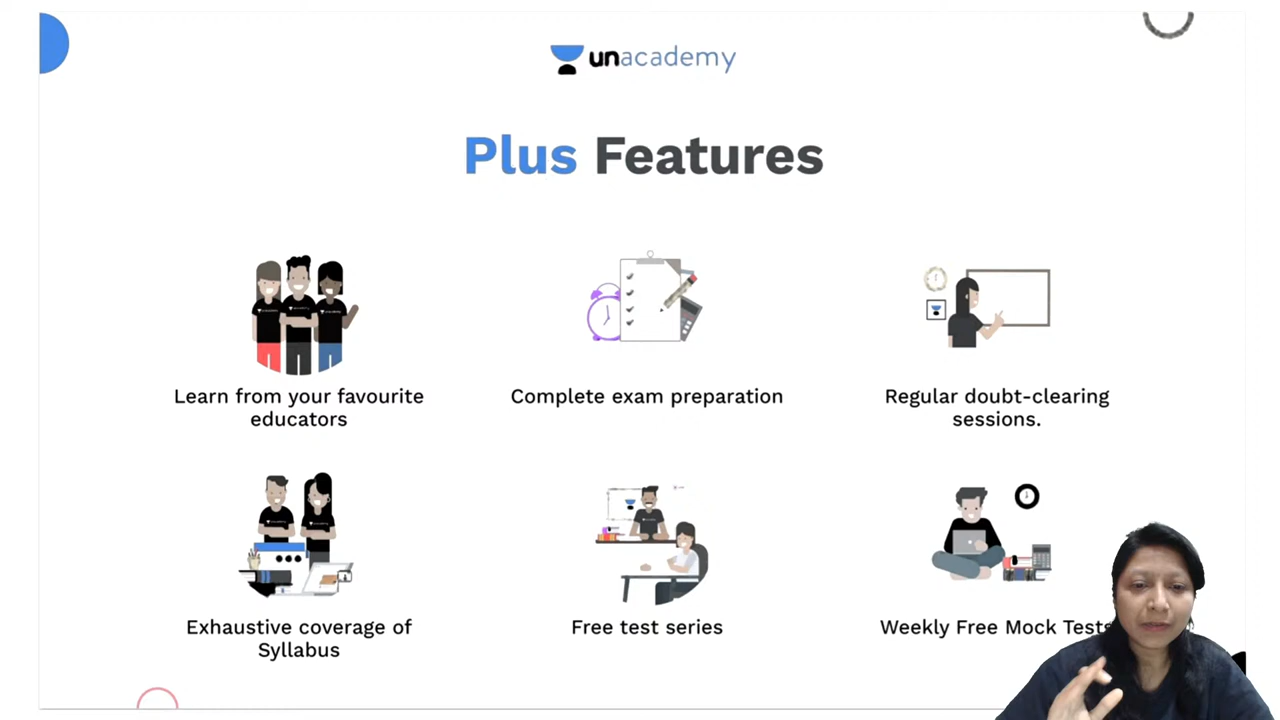 unacademy
Plus Features
Learn from your favourite
educators
Complete exam preparation
Regular doubt-clearing
sessions.
Exhaustive coverage of
Syllabus
Free test series
Weekly Free Mock Tests